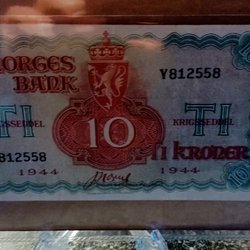 ORGES
BANK
Y812558
TI
10
TI
KRIGSSEDDEL
KRIGSSEDDEL
812558
TI KRONER
1944
1944